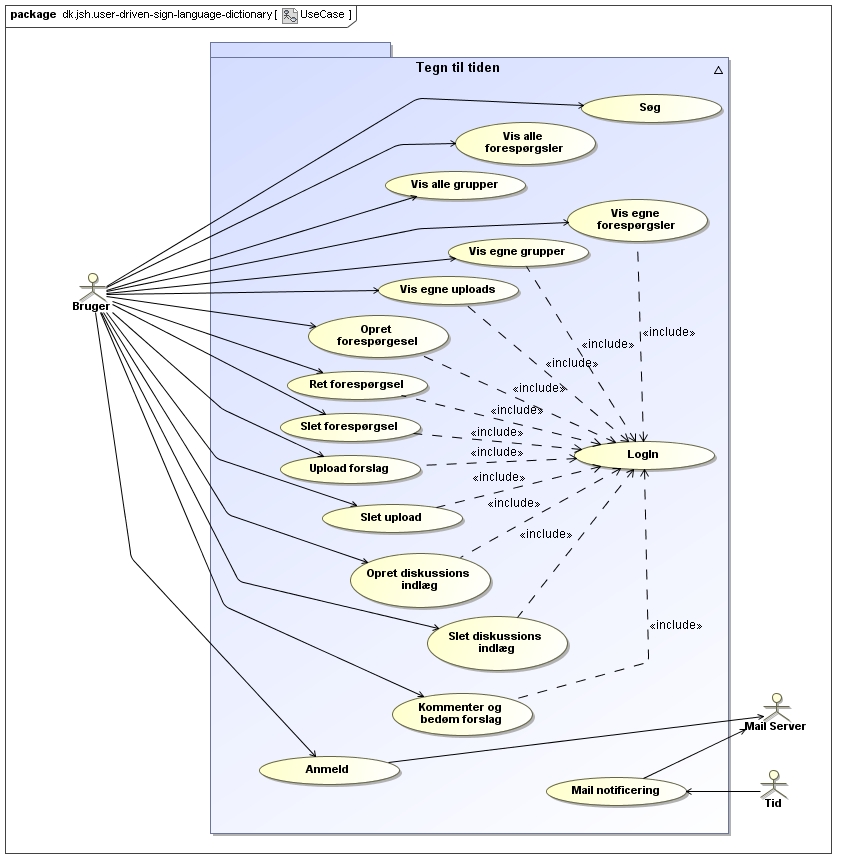 package dk.jsh.user-driven-sign-language-dictionary [ UseCase ]
Tegn til tiden
Søg
Vis alle
forespørgsler
Vis alle grupper
Vis egne
forespørgsler
Vis egne grupper
Vis egne uploads
Bruger
Opret
forespørgesel
«include»
«include»
«include»
Ret forespørgsel
«include»
«include»
Slet forespørgsel
«include»
«include»
LogIn
Upload forslag
«include»
«include»
Slet upload
«include»
Opret diskussions
indlæg
Slet diskussions
indlæg
«include»
Kommenter og
bedøm forslag
Mail Server
Anmeld
Mail notificering
Tid